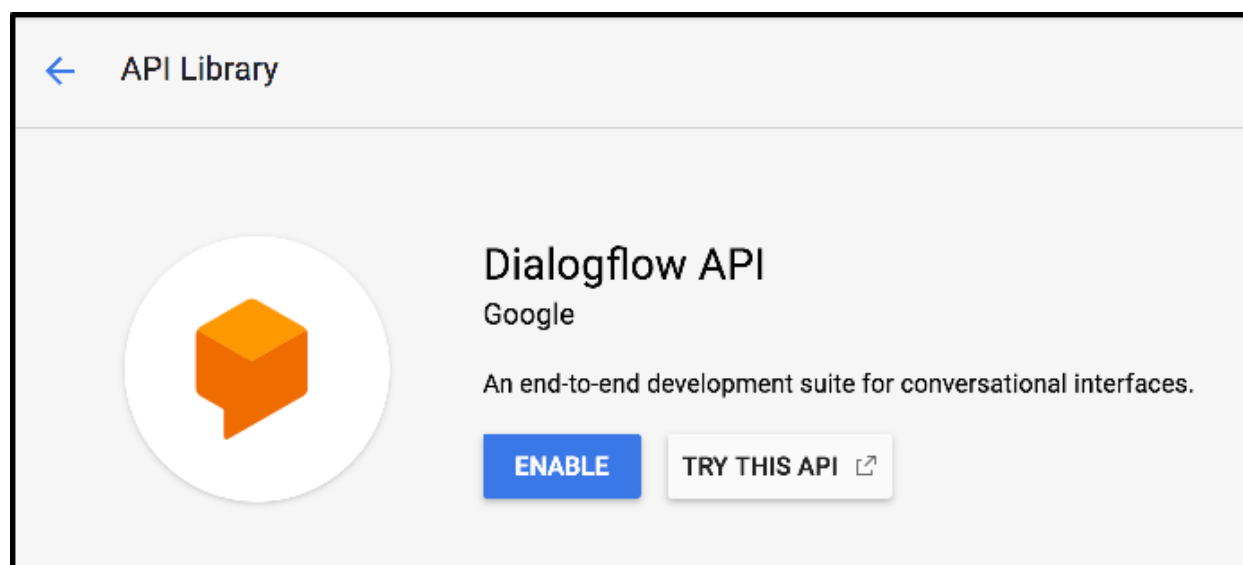 API Library
Dialogflow API
Google
An end-to-end development suite for conversational interfaces.
ENABLE
TRY THIS API